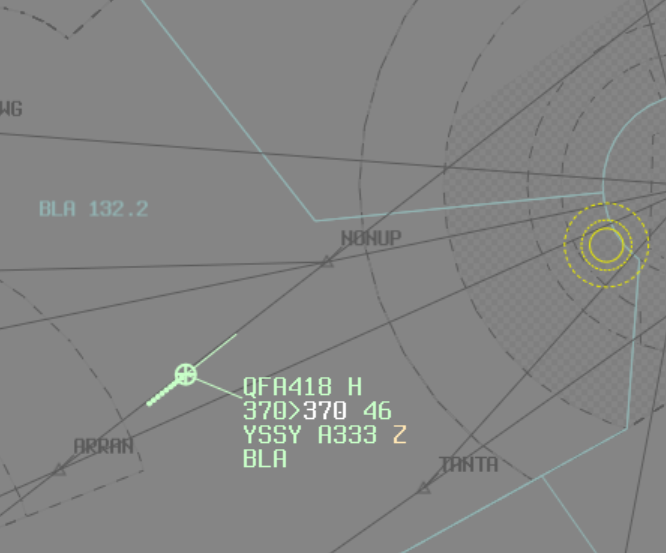 WG
BLA 132.2
NONUP
QFA418 H
370>370 46
YSSY A333 Z
BLA
ARRAN
TANTA